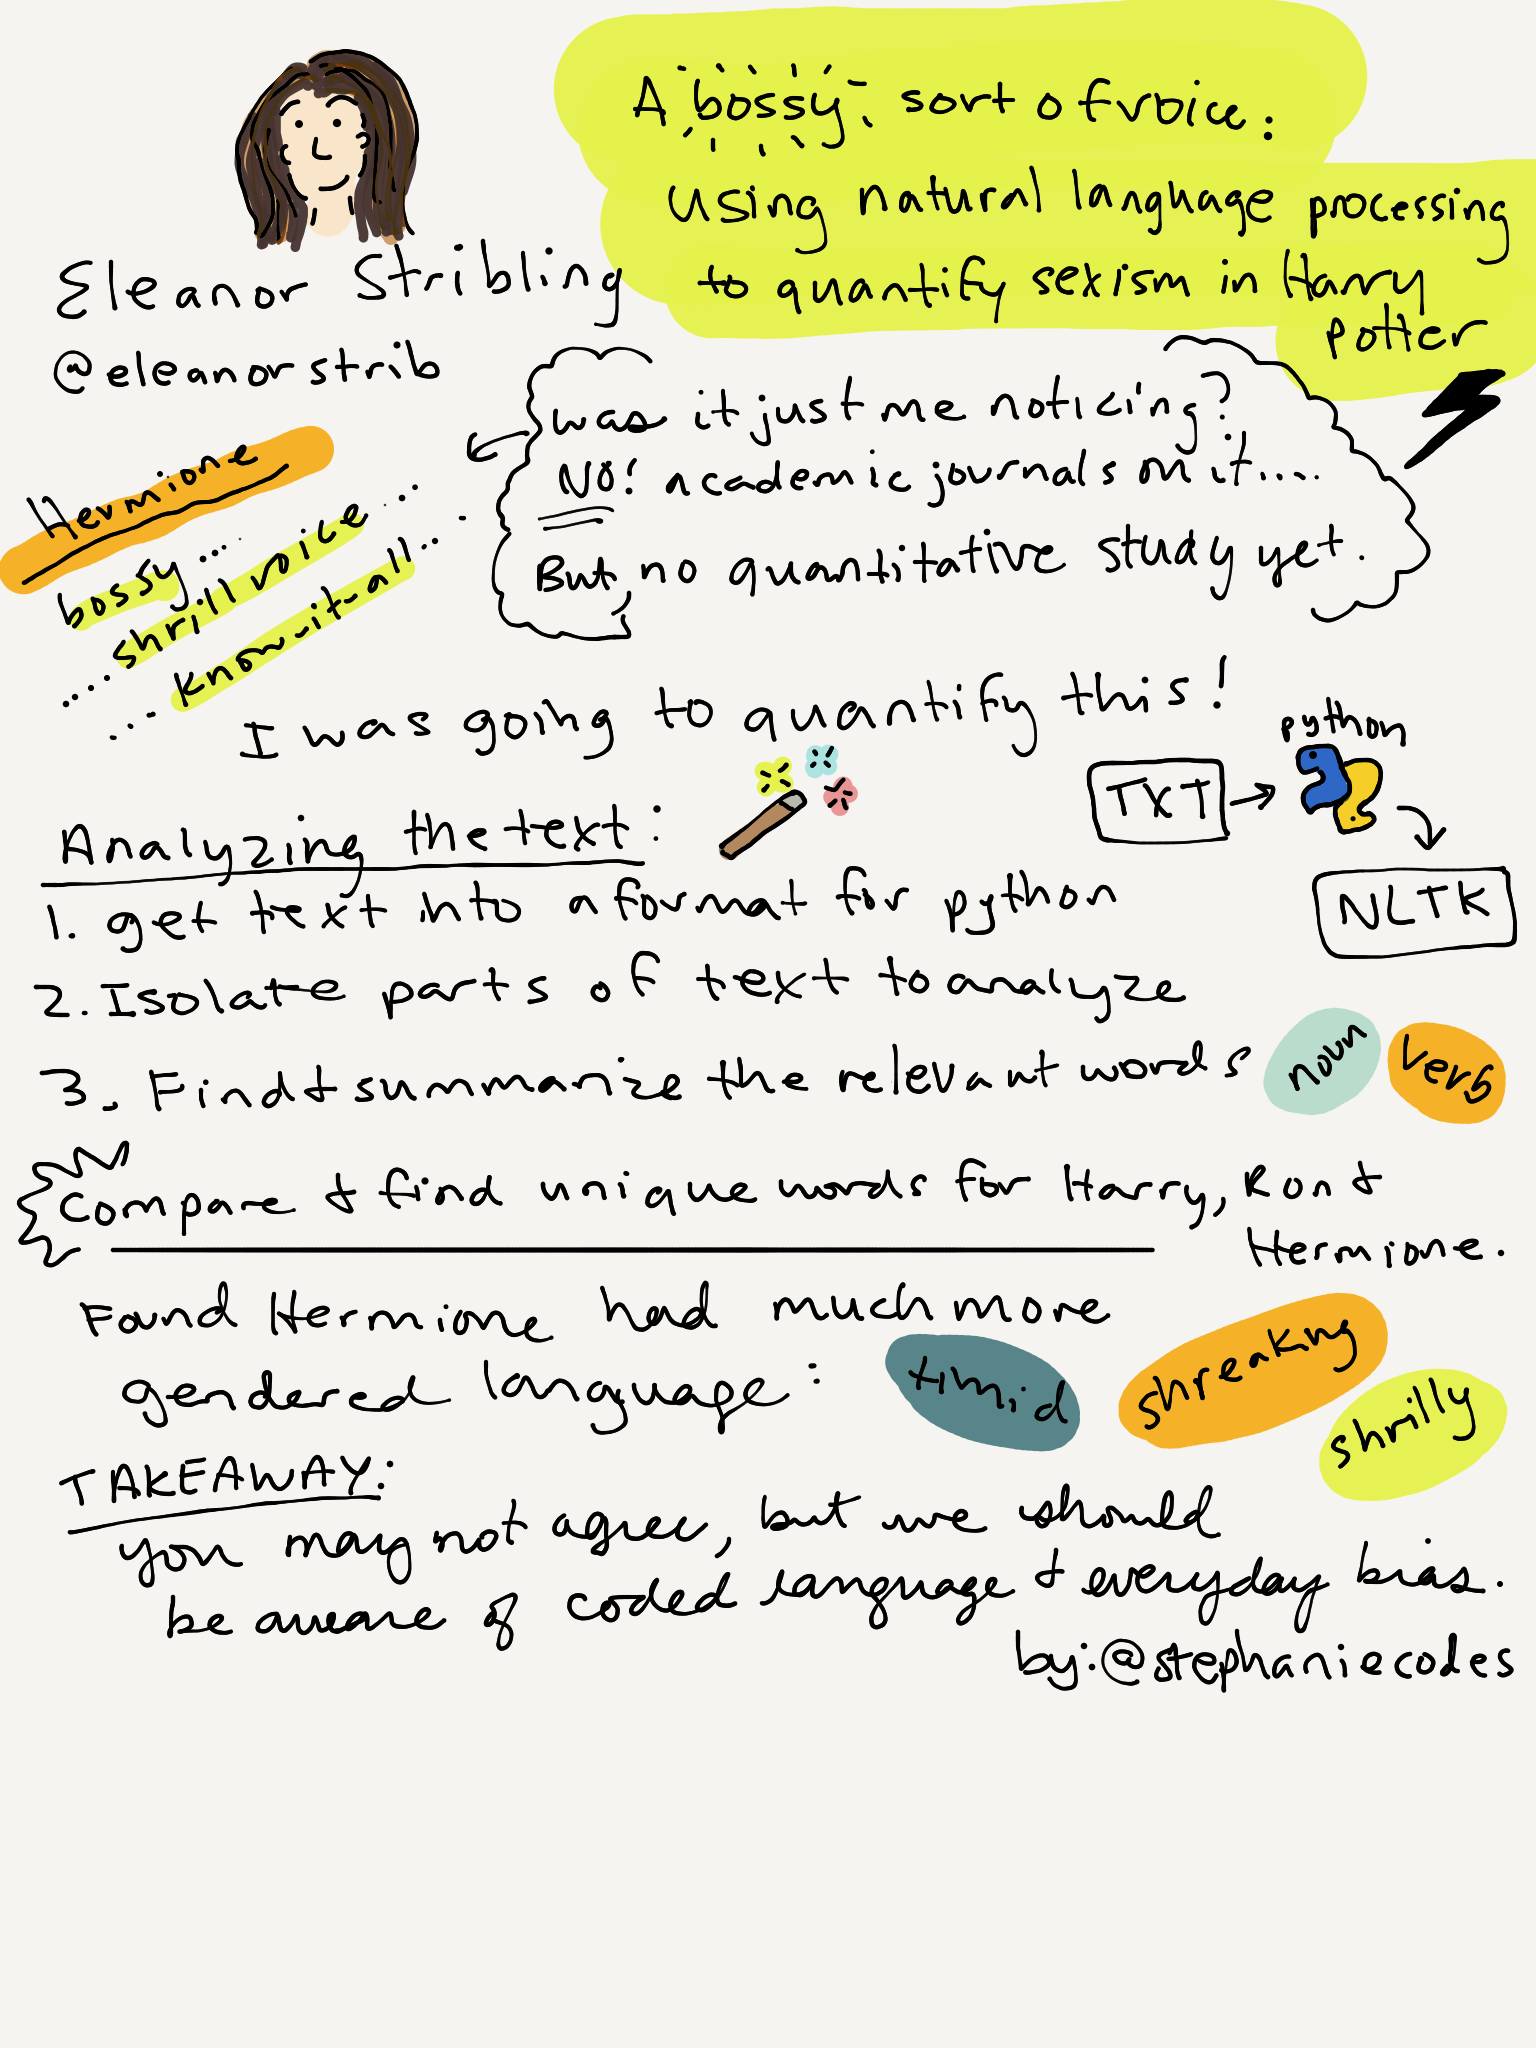 A bossy sort of voice:
Using natural language processing
to quantify sexism in Harry
Potter
Eleanor Stribling
@eleanorstrib
was it just me noticing?
NO! academic journals on it....
But, no quantitative study yet.
Hermione
bossy...
....shrill voice...
...know-it-all...
I was going to quantify this!
Analyzing the text:
TXT
python
NLTK
1. get text into a format for python
2. Isolate parts of text to analyze
3. Find + summarize the relevant words
noun
verb
Compare + find unique words for Harry, Ron +
Hermione.
Found Hermione had much more
gendered language:
timid
shreaking
shrilly
TAKEAWAY:
you may not agree, but we should
be aware of coded language + everyday bias.
by: @stephaniecodes